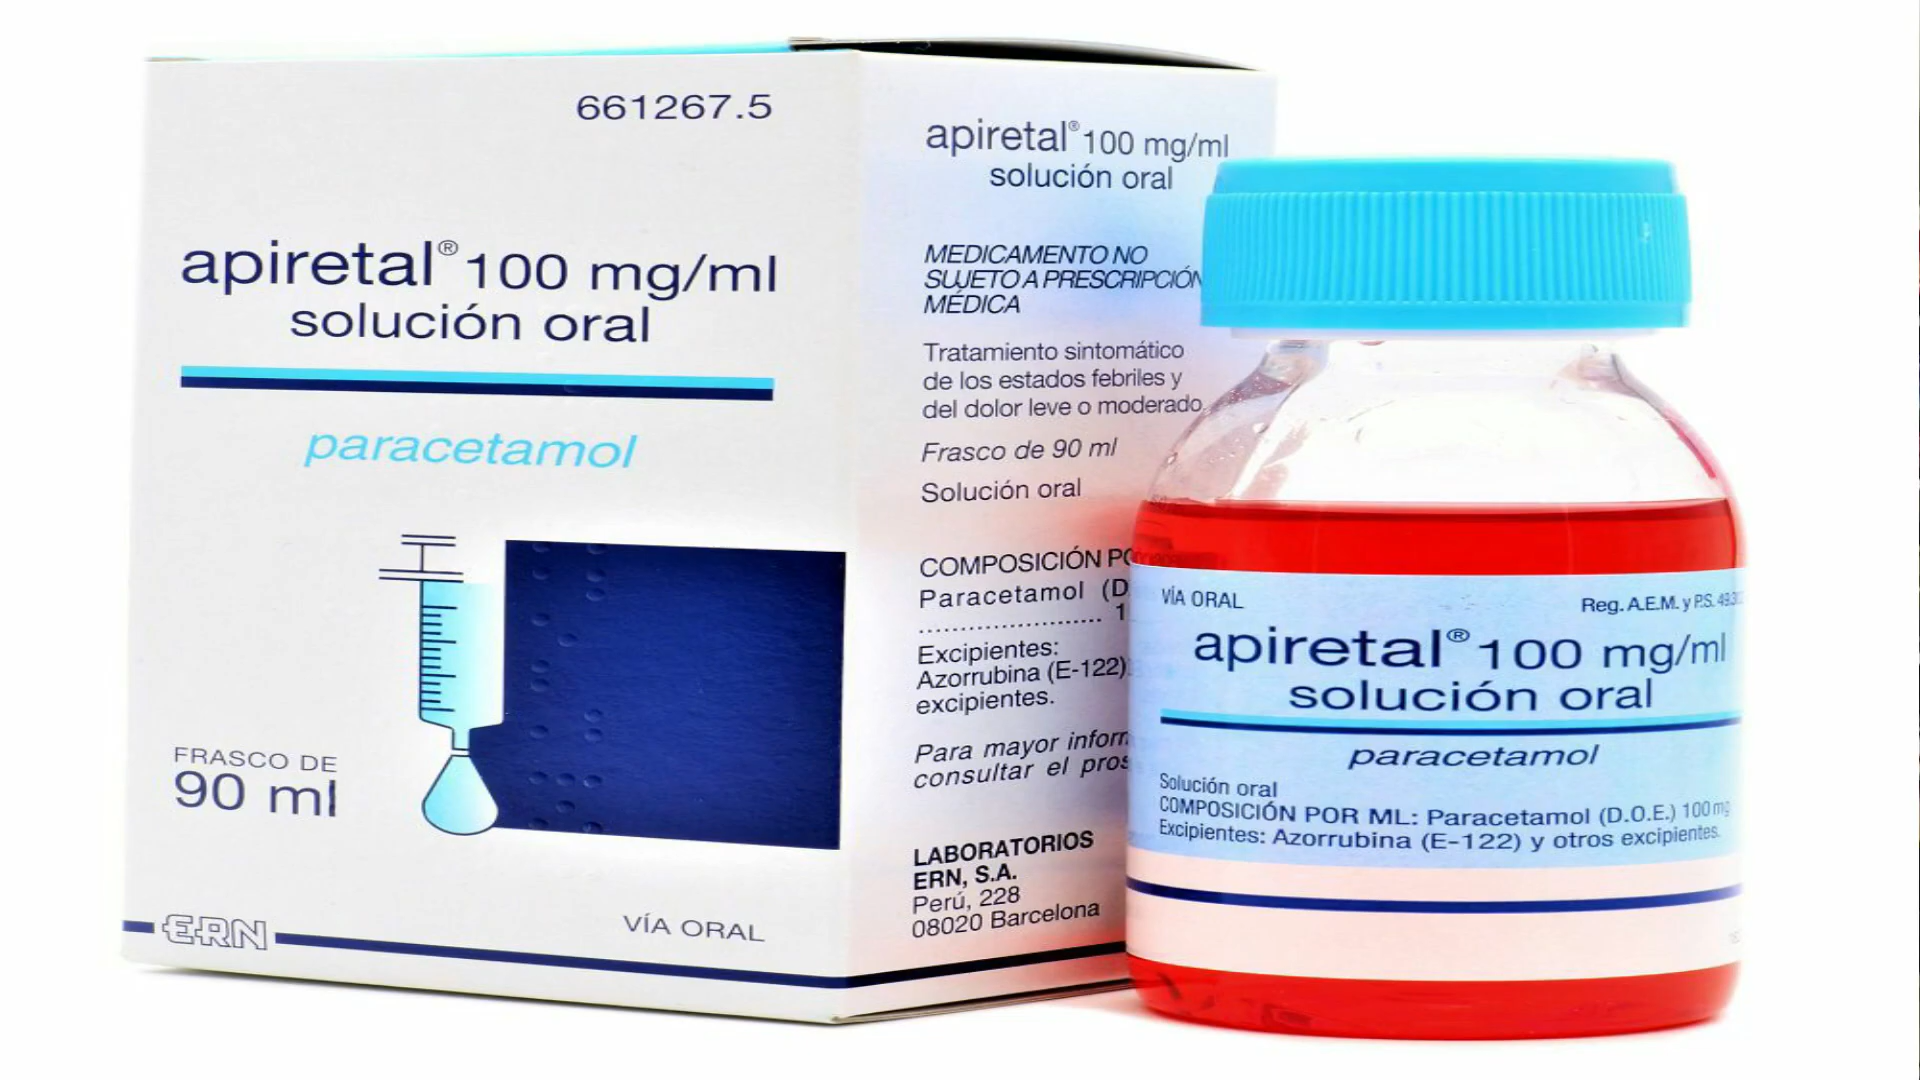 661267.5
apiretal® 100 mg/ml
solución oral
paracetamol
FRASCO DE
90 ml
ERN
VÍA ORAL
apiretal® 100 mg/ml
solución oral
MEDICAMENTO NO
SUJETO A PRESCRIPCIÓN
MÉDICA
Tratamiento sintomático
de los estados febriles y
del dolor leve o moderado.
Frasco de 90 ml
Solución oral
COMPOSICIÓN
Paracetamol
Excipientes:
Azorrubina (E-122)
excipientes.
Para mayor
consultar el
LABORATORIOS
ERN, S.A.
Perú, 228
08020 Barcelona
VÍA ORAL
Reg. A.E.M. y P.S.
apiretal® 100 mg/ml
solución oral
paracetamol
Solución oral
COMPOSICIÓN POR ML: Paracetamol (D.O.E.) 100 mg
Excipientes: Azorrubina (E-122) y otros excipientes.